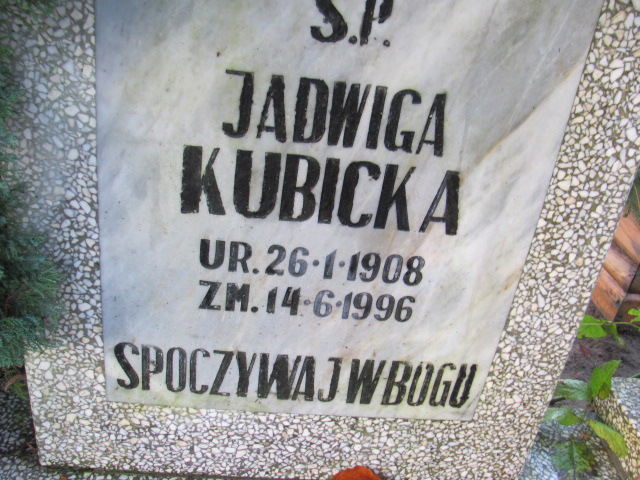 Ś.P.
JADWIGA
KUBICKA
UR. 26·1·1908
ZM. 14·6·1996
SPOCZYWAJ W BOGU